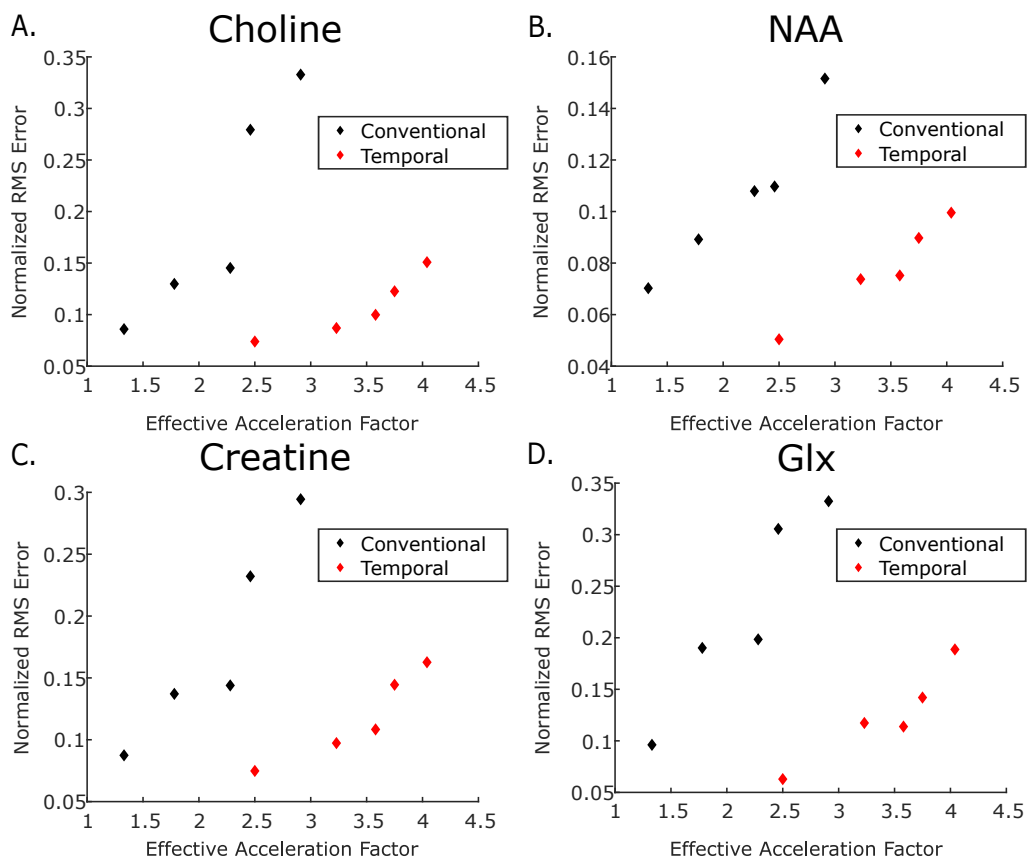 A.
Choline
Normalized RMS Error
0.35
0.3
0.25
0.2
0.15
0.1
0.05
1 1.5 2 2.5 3 3.5 4 4.5
Effective Acceleration Factor
Conventional
Temporal
B.
NAA
Normalized RMS Error
0.16
0.14
0.12
0.1
0.08
0.06
0.04
1 1.5 2 2.5 3 3.5 4 4.5
Effective Acceleration Factor
Conventional
Temporal
C.
Creatine
Normalized RMS Error
0.3
0.25
0.2
0.15
0.1
0.05
1 1.5 2 2.5 3 3.5 4 4.5
Effective Acceleration Factor
Conventional
Temporal
D.
Glx
Normalized RMS Error
0.35
0.3
0.25
0.2
0.15
0.1
0.05
1 1.5 2 2.5 3 3.5 4 4.5
Effective Acceleration Factor
Conventional
Temporal